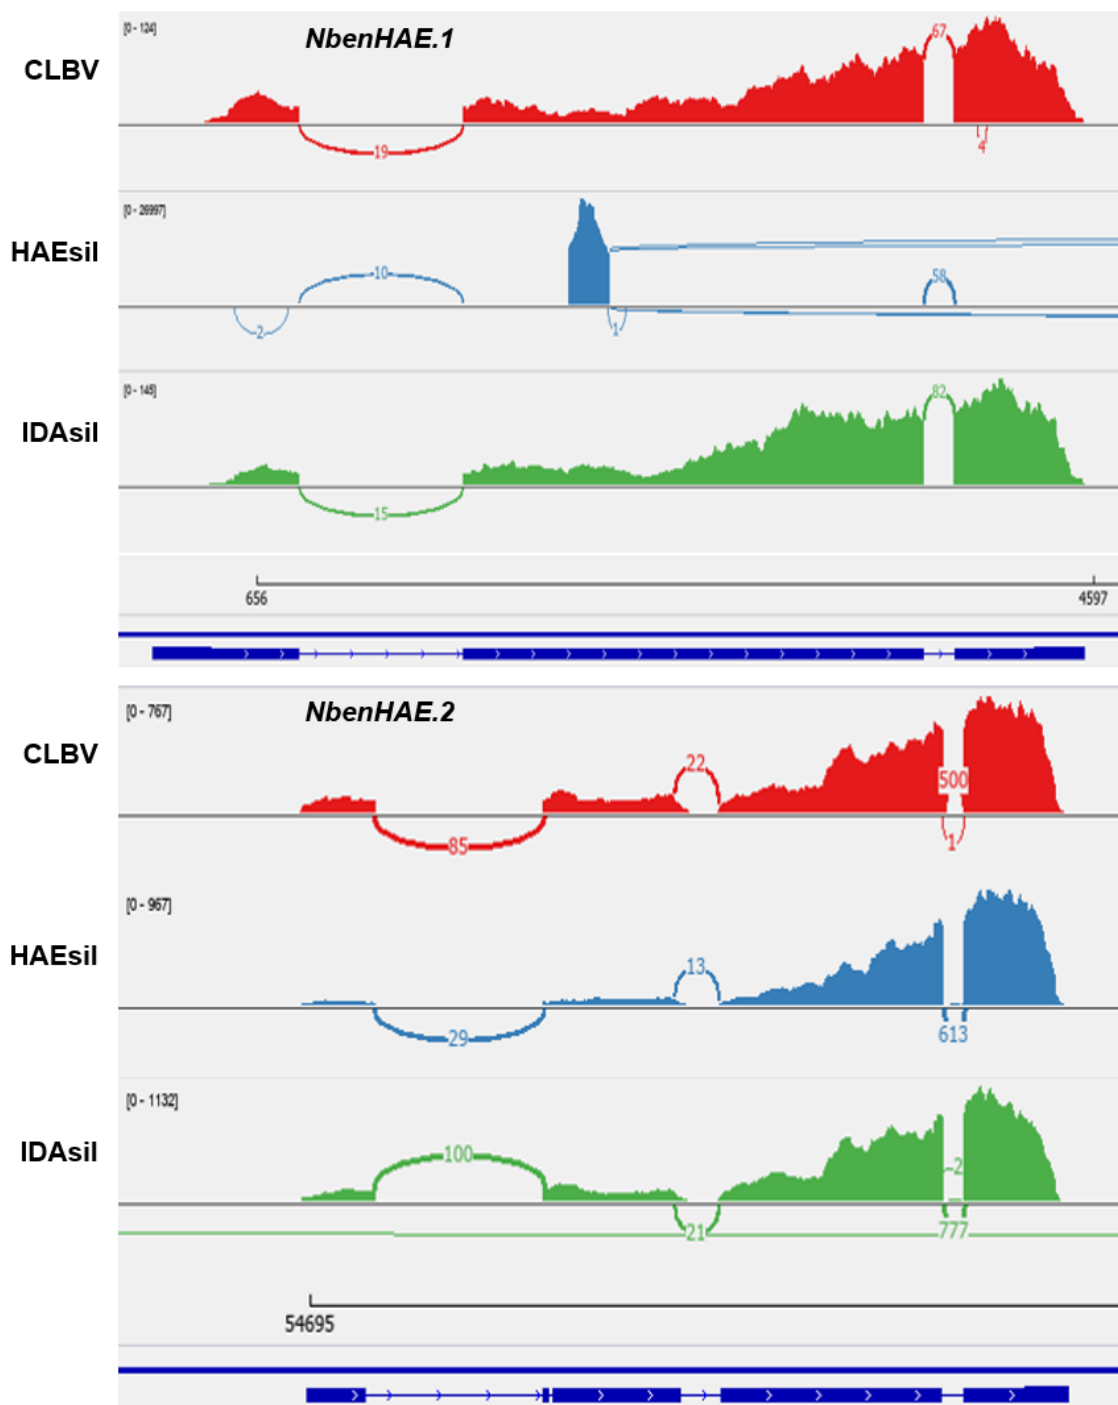 [0 - 124]
NbenHAE.1
CLBV
67
19
4
[0 - 26997]
HAEsil
10
58
2
1
[0 - 145]
IDAsil
82
15
656
4597
[0 - 767]
NbenHAE.2
CLBV
22
500
85
1
[0 - 967]
HAEsil
13
29
613
[0 - 1132]
IDAsil
100
2
21
777
54695